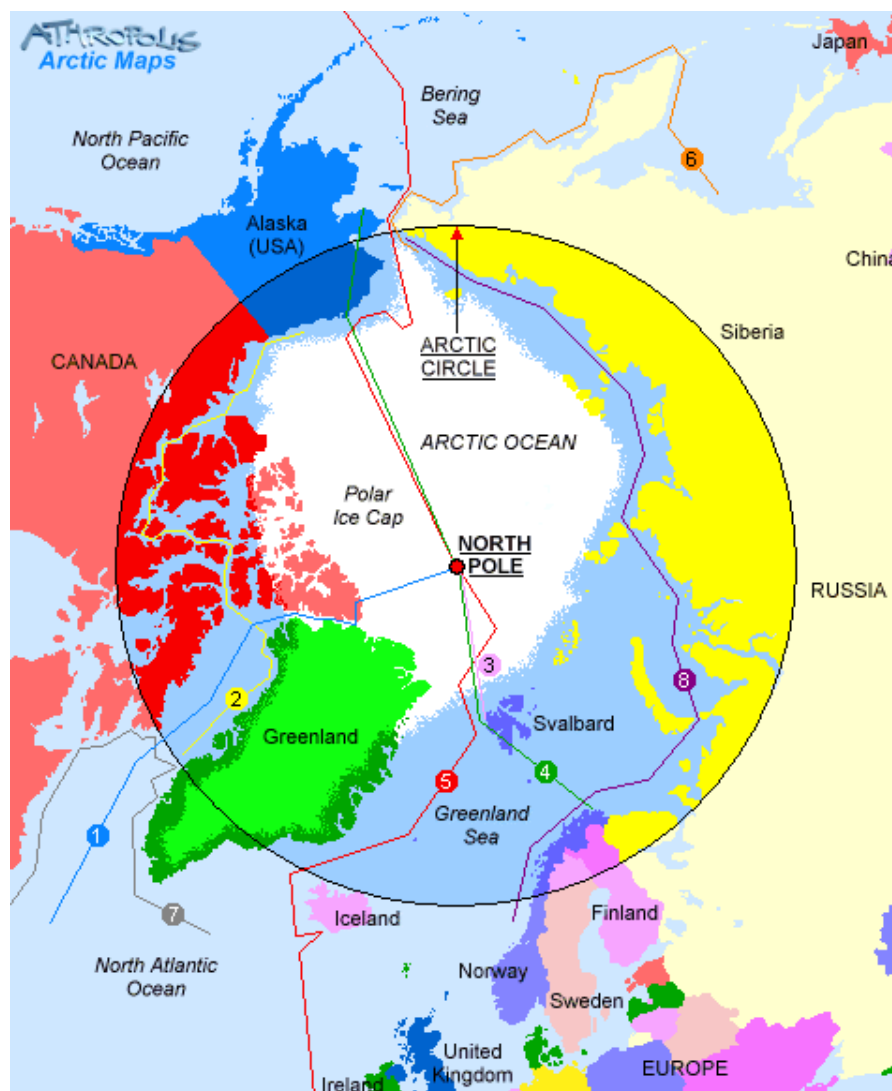 ATHROPOLIS
Arctic Maps
Japan
Bering
Sea
North Pacific
Ocean
6
Alaska
(USA)
China
Siberia
ARCTIC
CIRCLE
CANADA
ARCTIC OCEAN
Polar
Ice Cap
NORTH
POLE
RUSSIA
3
8
2
Svalbard
Greenland
4
5
Greenland
Sea
1
7
Iceland
Finland
North Atlantic
Ocean
Norway
Sweden
United
Kingdom
EUROPE
Ireland